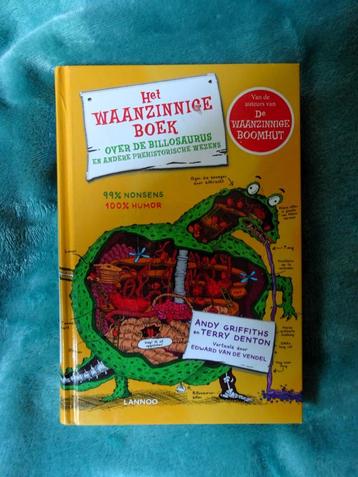 Het
WAANZINNIGE
BOEK
OVER DE BILLOSAURUS
EN ANDERE PREHISTORISCHE WEZENS
Van de
auteurs van
De
WAANZINNIGE
BOOMHUT
99% NONSENS
100% HUMOR
ANDY GRIFFITHS
en TERRY DENTON
Vertaald door
EDWARD VAN DE VENDEL
LANNOO